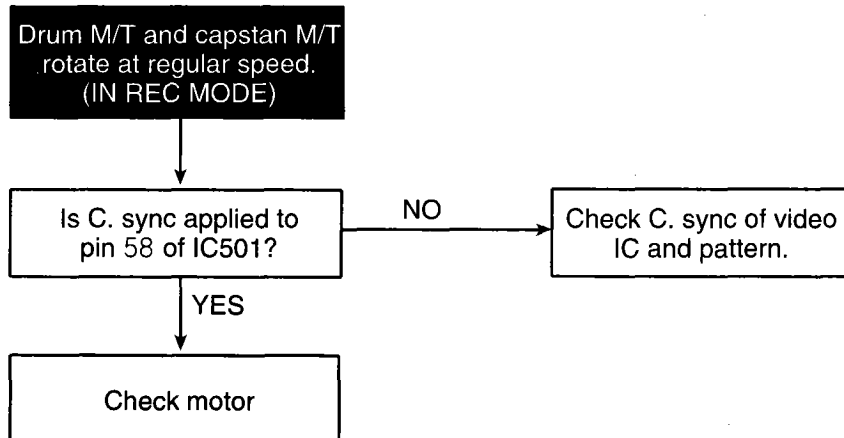 Drum M/T and capstan M/T
rotate at regular speed.
(IN REC MODE)
Is C. sync applied to
pin 58 of IC501?
NO
Check C. sync of video
IC and pattern.
YES
Check motor